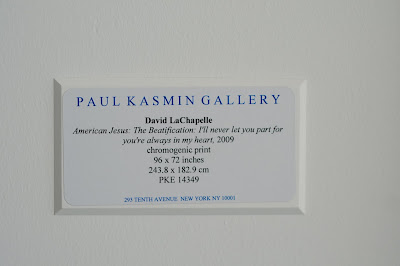 PAUL KASMIN GALLERY
David LaChapelle
American Jesus: The Beatification: I'll never let you part for
you're always in my heart, 2009
chromogenic print
96 x 72 inches
243.8 x 182.9 cm
PKE 14349
293 TENTH AVENUE NEW YORK NY 10001